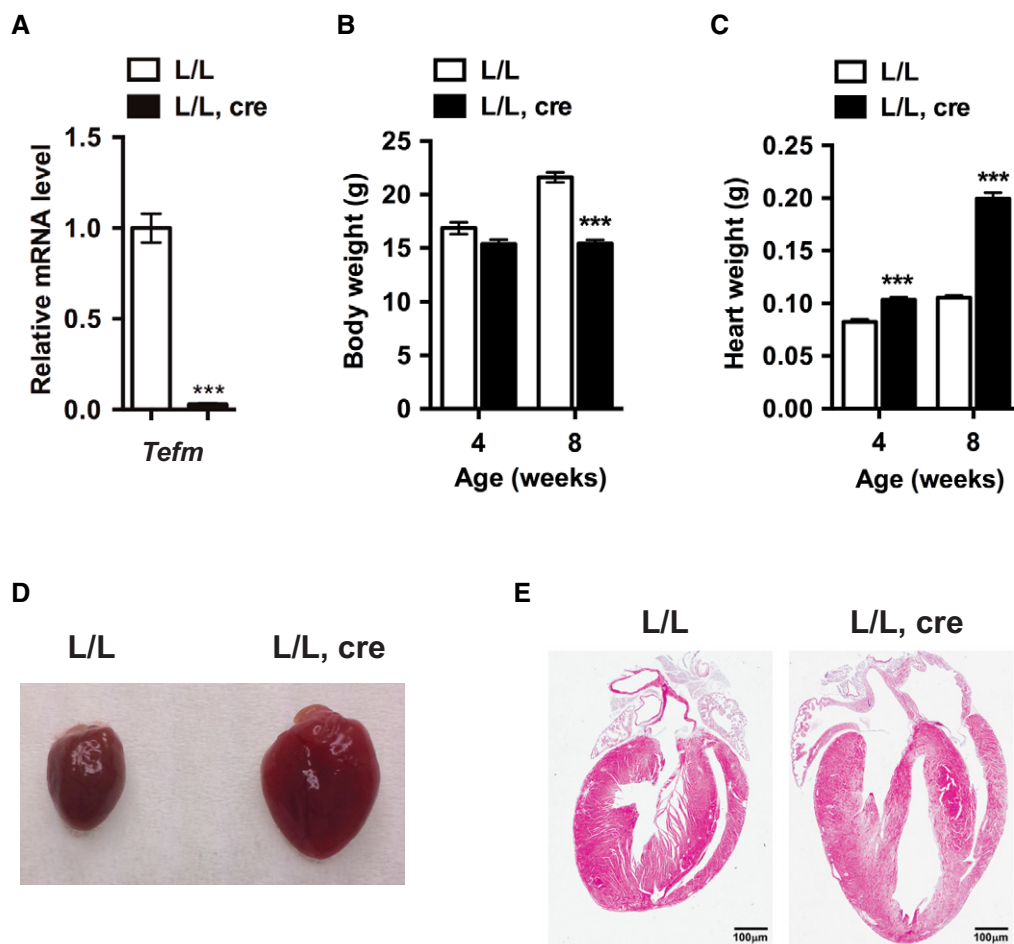 A
L/L
L/L, cre
Relative mRNA level
1.5
1.0
0.5
0.0
***
Tefm
B
L/L
L/L, cre
Body weight (g)
25
20
15
10
5
0
***
4 8
Age (weeks)
C
L/L
L/L, cre
Heart weight (g)
0.25
0.20
0.15
0.10
0.05
0.00
***
***
4 8
Age (weeks)
D
L/L L/L, cre
E
L/L L/L, cre
100μm 100μm